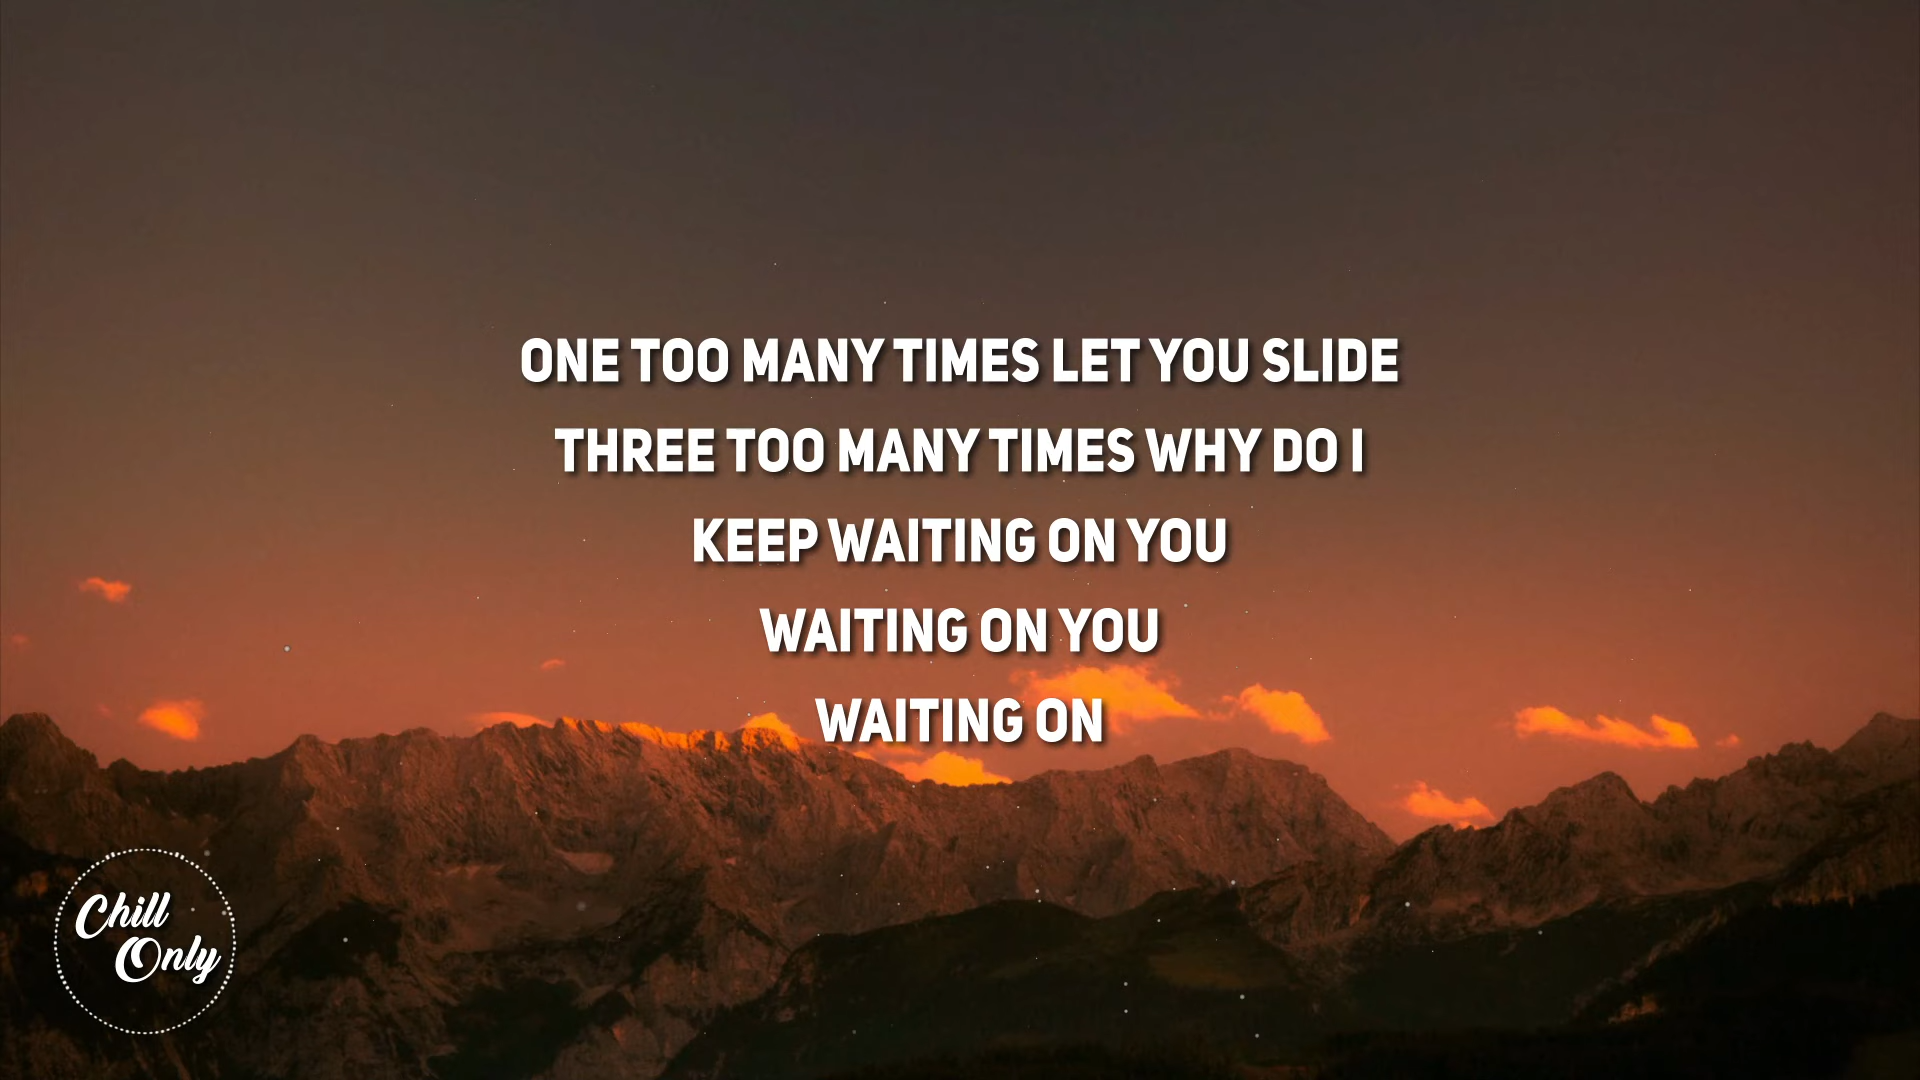 ONE TOO MANY TIMES LET YOU SLIDE
THREE TOO MANY TIMES WHY DO I
KEEP WAITING ON YOU
WAITING ON YOU
WAITING ON
Chill
Only